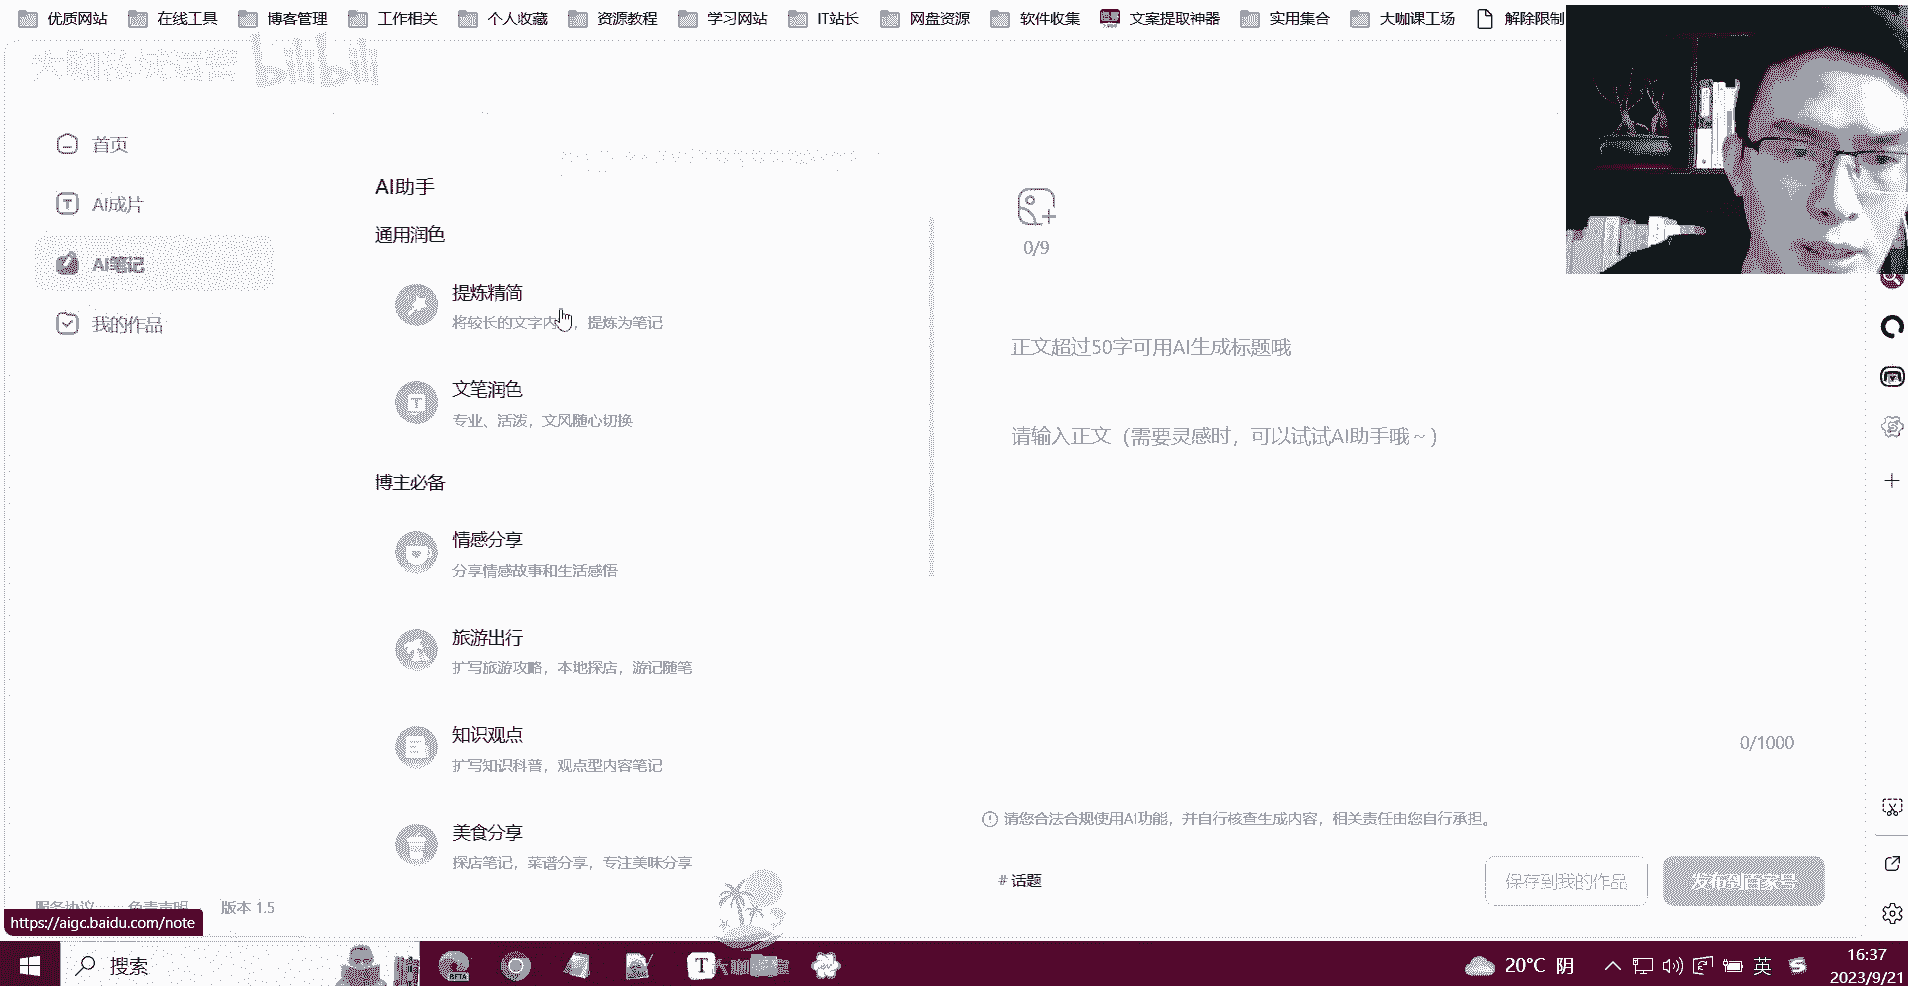 优质网站 在线工具 博客管理 工作相关 个人收藏 资源教程 学习网站 IT站长 网盘资源 软件收集 文案提取神器 实用集合 大咖课工场 解除限制
bilibili
首页
AI成片
AI笔记
我的作品
AI助手
通用润色
提炼精简
将较长的文字内，提炼为笔记
文笔润色
专业、活泼，文风随心切换
博主必备
情感分享
分享情感故事和生活感悟
旅游出行
扩写旅游攻略，本地探店，游记随笔
知识观点
扩写知识科普，观点型内容笔记
美食分享
探店笔记，菜谱分享，专注美味分享
0/9
正文超过50字可用AI生成标题哦
请输入正文（需要灵感时，可以试试AI助手哦～）
0/1000
请您合法合规使用AI功能，并自行核查生成内容，相关责任由您自行承担。
# 话题
保存到我的作品
发布到百家号
服务协议 免责声明 版本 1.5
https://aigc.baidu.com/note
搜索
BETA
T
20°C 阴
英
16:37
2023/9/21